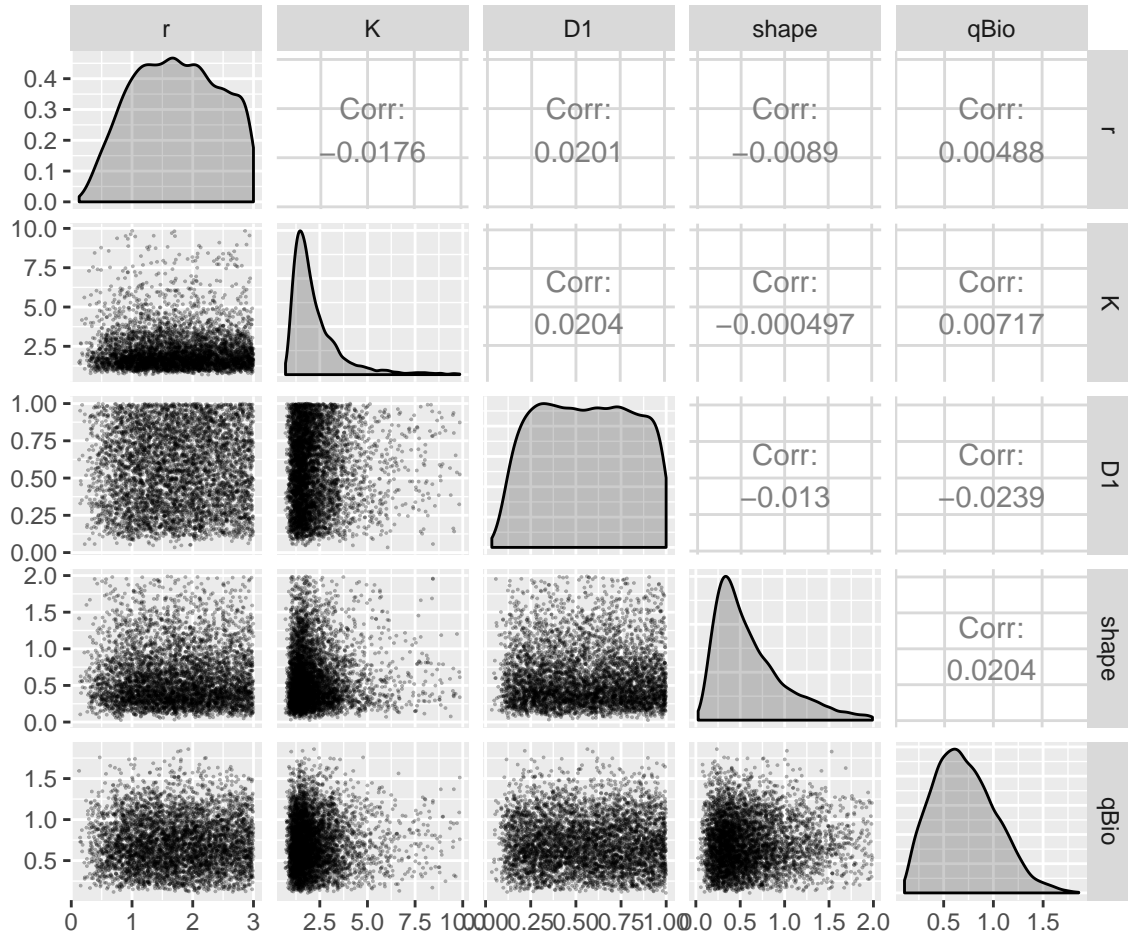 r K D1 shape qBio
0.4
0.3
0.2
0.1
0.0
Corr:
−0.0176
Corr:
0.0201
Corr:
−0.0089
Corr:
0.00488
r
10.0
7.5
5.0
2.5
Corr:
0.0204
Corr:
−0.000497
Corr:
0.00717
K
1.00
0.75
0.50
0.25
0.00
Corr:
−0.013
Corr:
−0.0239
D1
2.0
1.5
1.0
0.5
0.0
Corr:
0.0204
shape
1.5
1.0
0.5
qBio
0 1 2 3 2.5 5.0 7.5 10.0 0.00 0.25 0.50 0.75 1.00 0.0 0.5 1.0 1.5 2.0 0.5 1.0 1.5